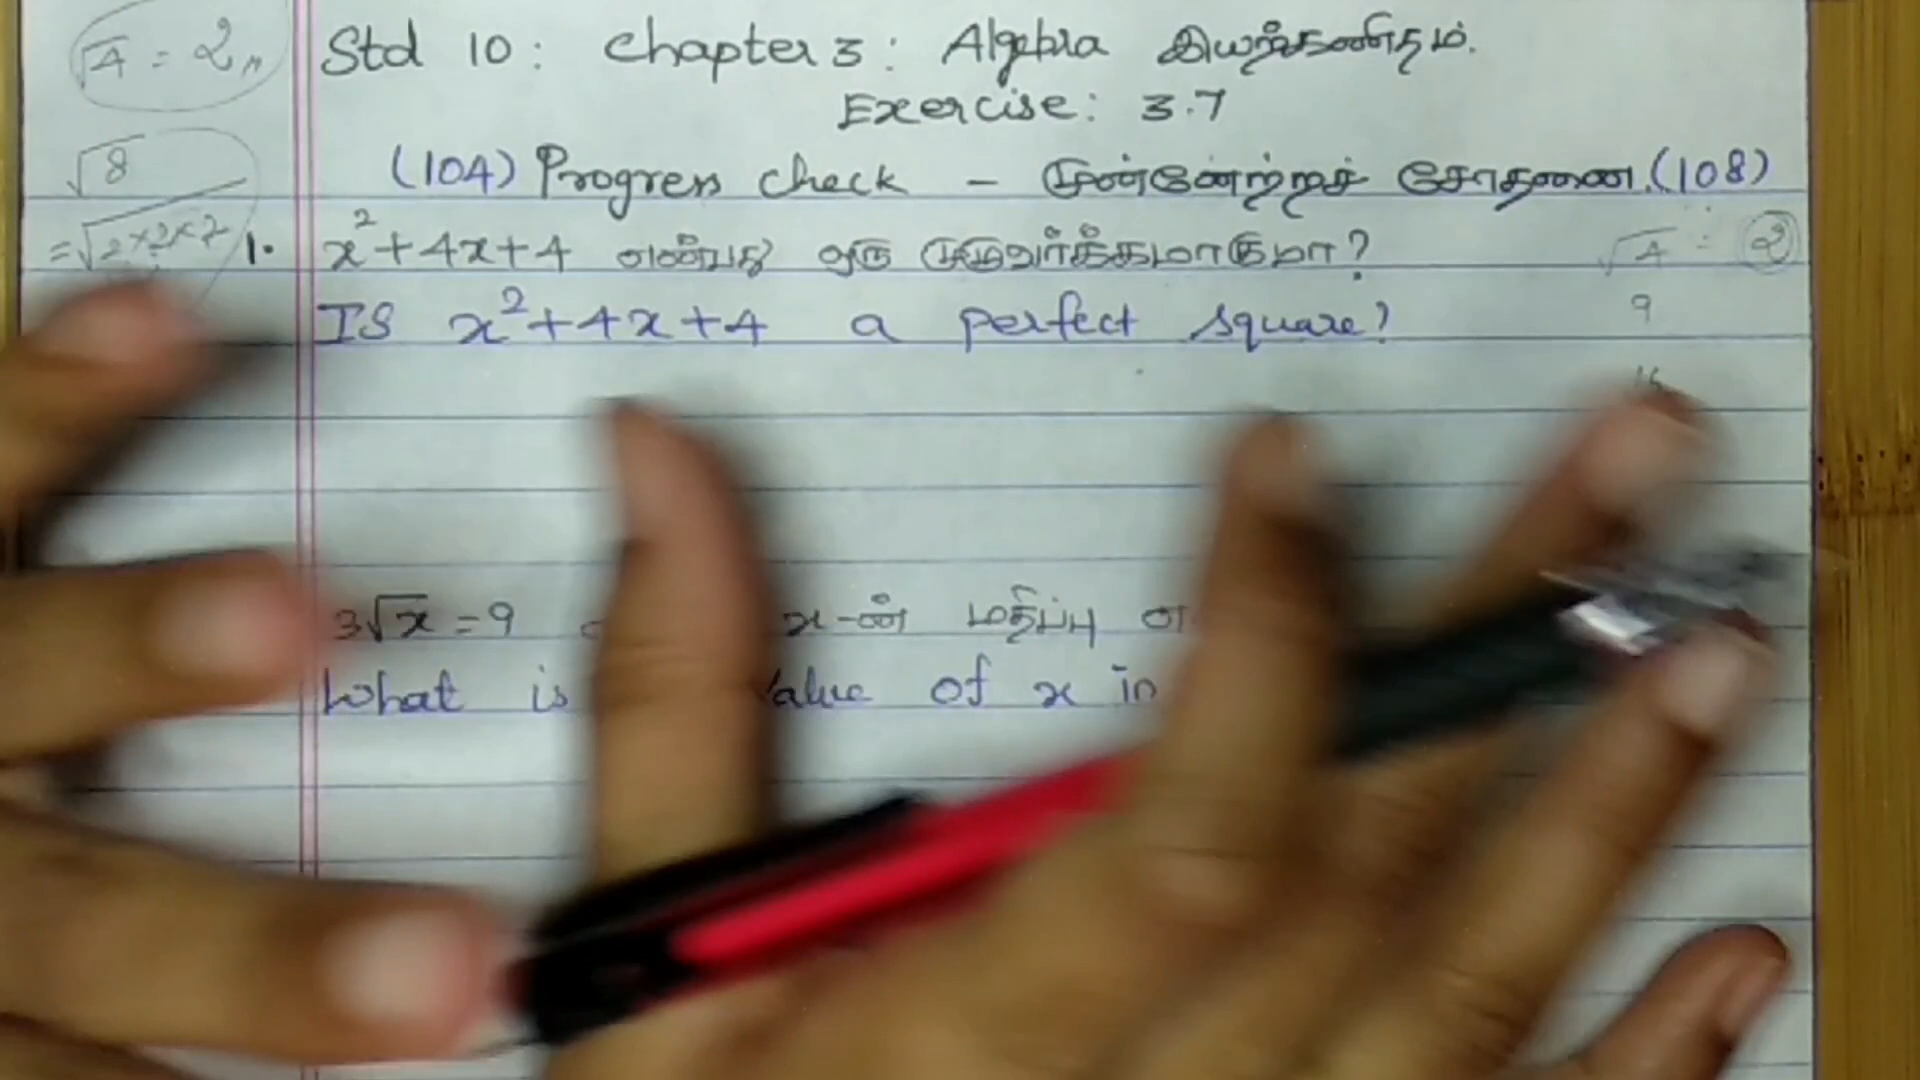 √4 = 2
Std 10: Chapter 3: Algebra இயற்கணிதம்.
Exercise: 3.7
√8
(104) Progress check - முன்னேற்றச் சோதனை.(108)
=√2×2×2
1. x²+4x+4 என்பது ஒரு முழுவர்க்கமாகுமா?
√4 = 2
9
IS x²+4x+4 a perfect square?
16
3√x=9 x-ன் மதிப்பு
What is value of x in